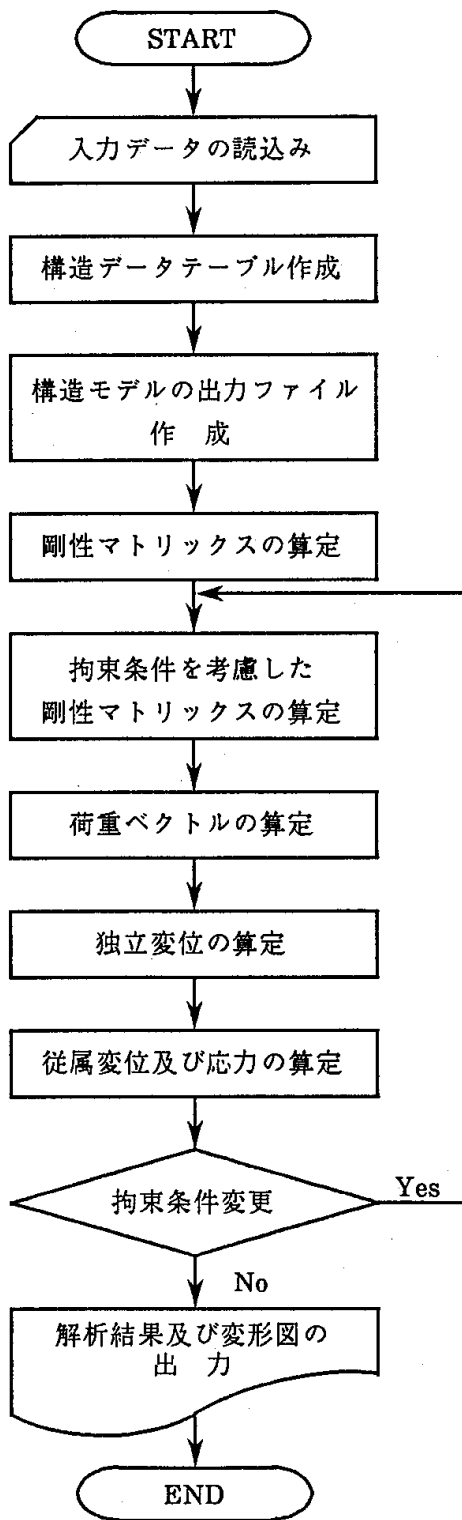 START
入力データの読込み
構造データテーブル作成
構造モデルの出力ファイル
作 成
剛性マトリックスの算定
拘束条件を考慮した
剛性マトリックスの算定
荷重ベクトルの算定
独立変位の算定
従属変位及び応力の算定
拘束条件変更
Yes
No
解析結果及び変形図の
出 力
END